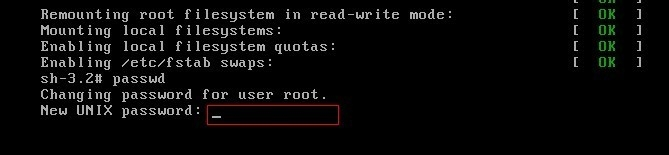 [ OK ]
Remounting root filesystem in read-write mode: [ OK ]
Mounting local filesystems: [ OK ]
Enabling local filesystem quotas: [ OK ]
Enabling /etc/fstab swaps: [ OK ]
sh-3.2# passwd
Changing password for user root.
New UNIX password: _